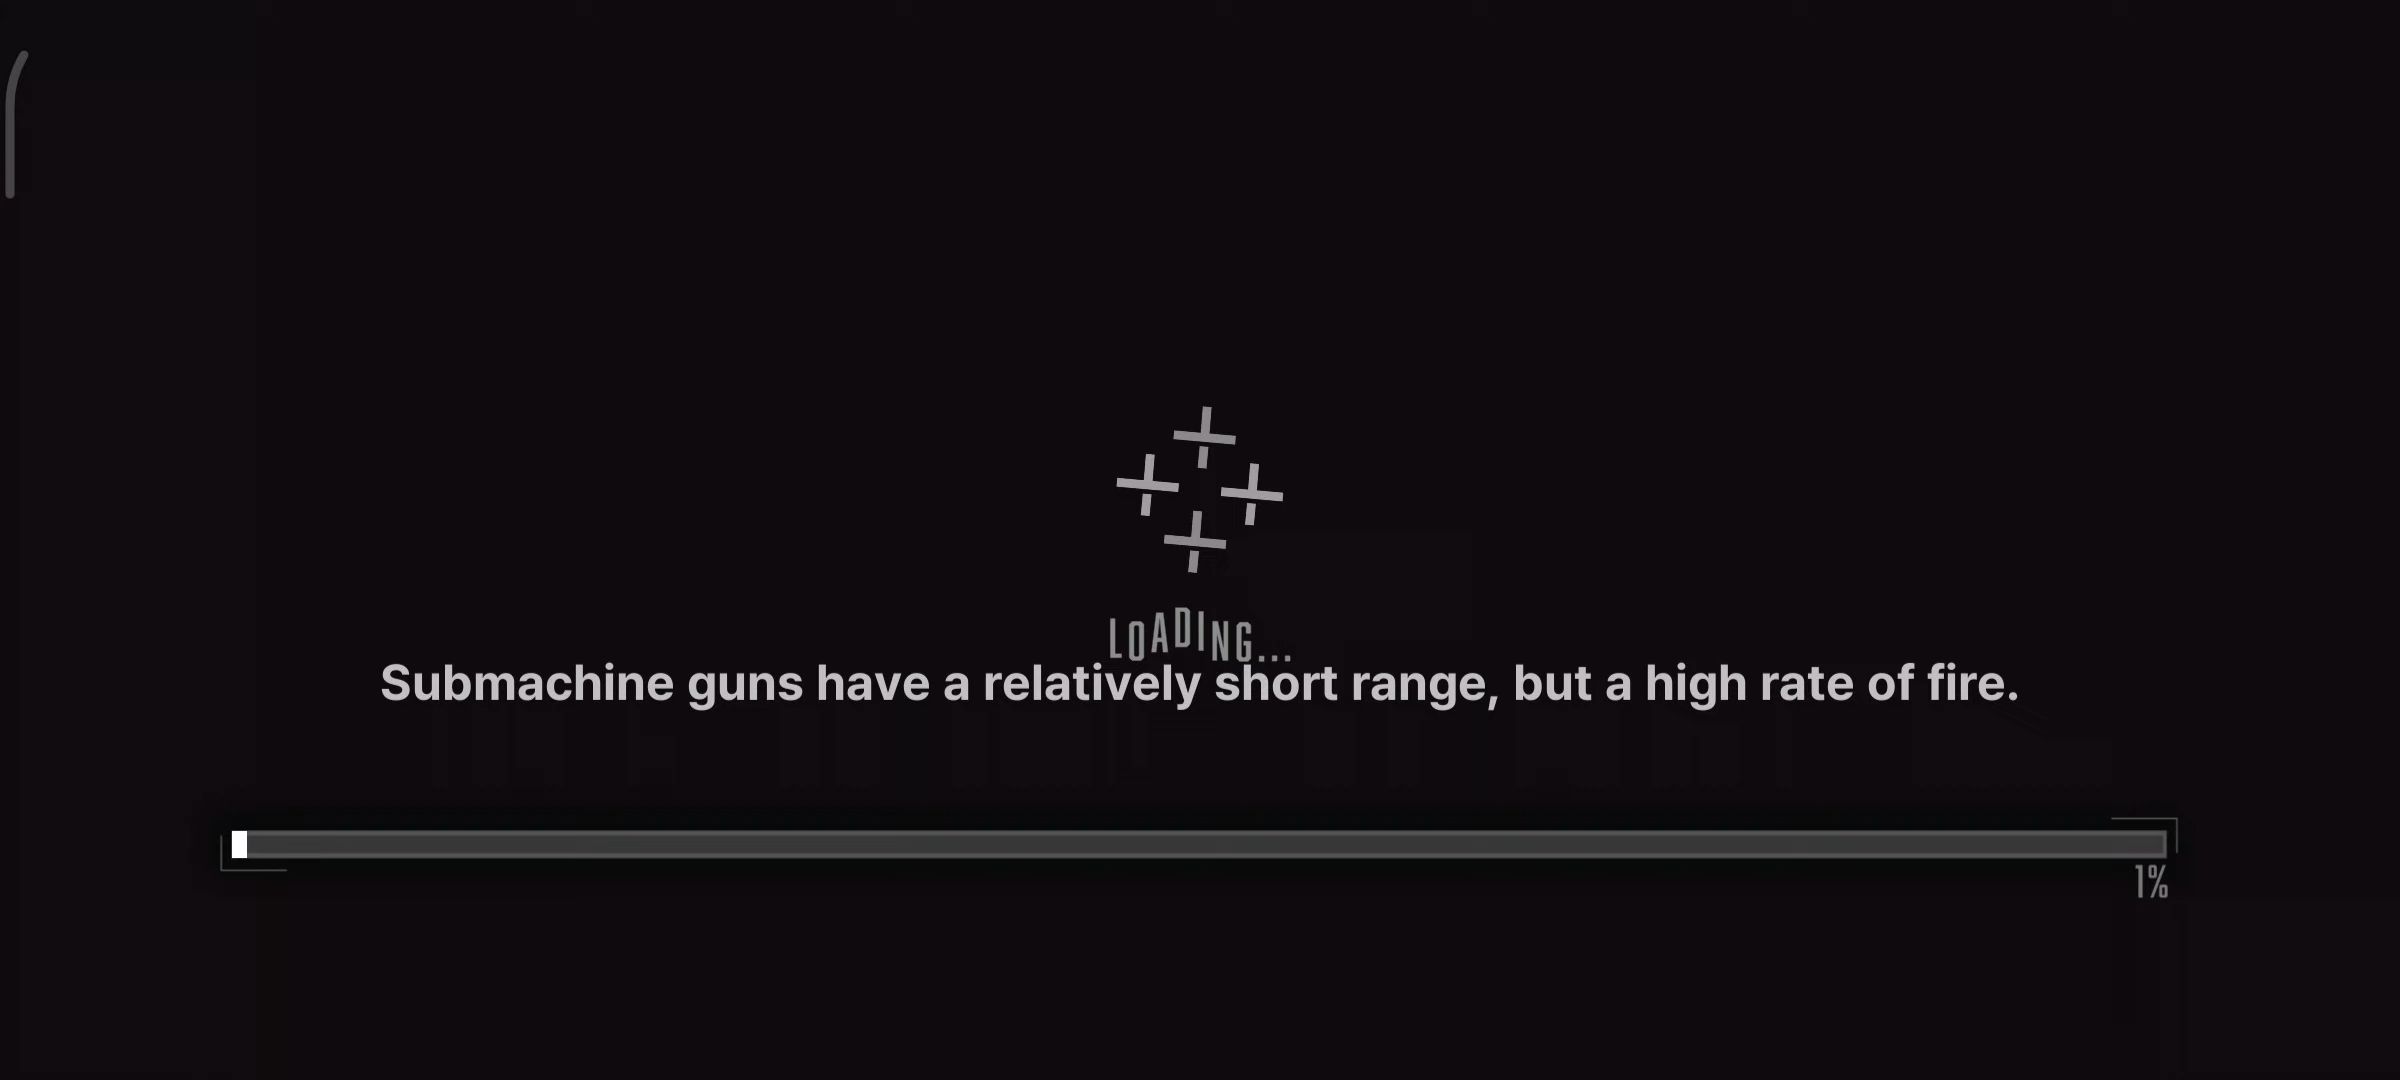 LOADING...
Submachine guns have a relatively short range, but a high rate of fire.
1%